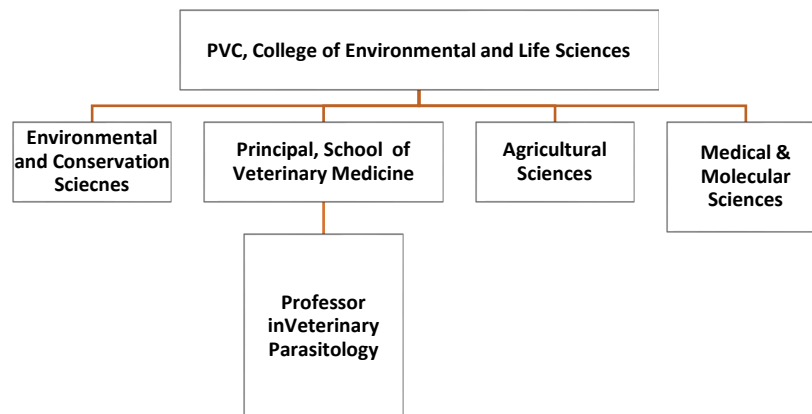 PVC, College of Environmental and Life Sciences
Environmental
and Conservation
Sciecnes
Principal, School of
Veterinary Medicine
Agricultural
Sciences
Medical &
Molecular
Sciences
Professor
inVeterinary
Parasitology